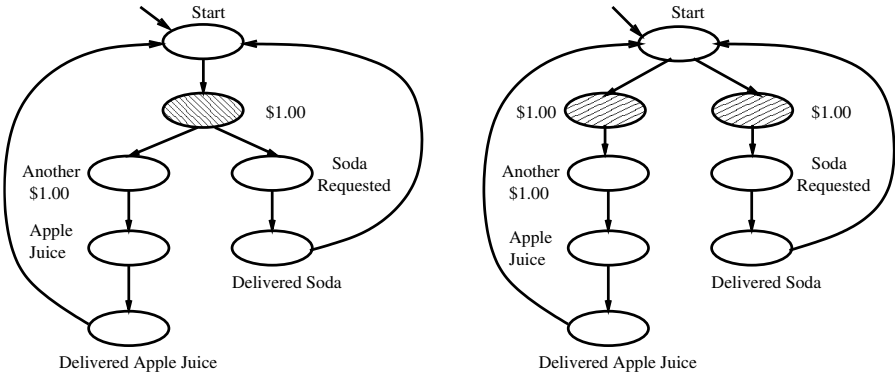 Start
$1.00
Another
$1.00
Soda
Requested
Apple
Juice
Delivered Soda
Delivered Apple Juice
Start
$1.00
$1.00
Another
$1.00
Soda
Requested
Apple
Juice
Delivered Soda
Delivered Apple Juice